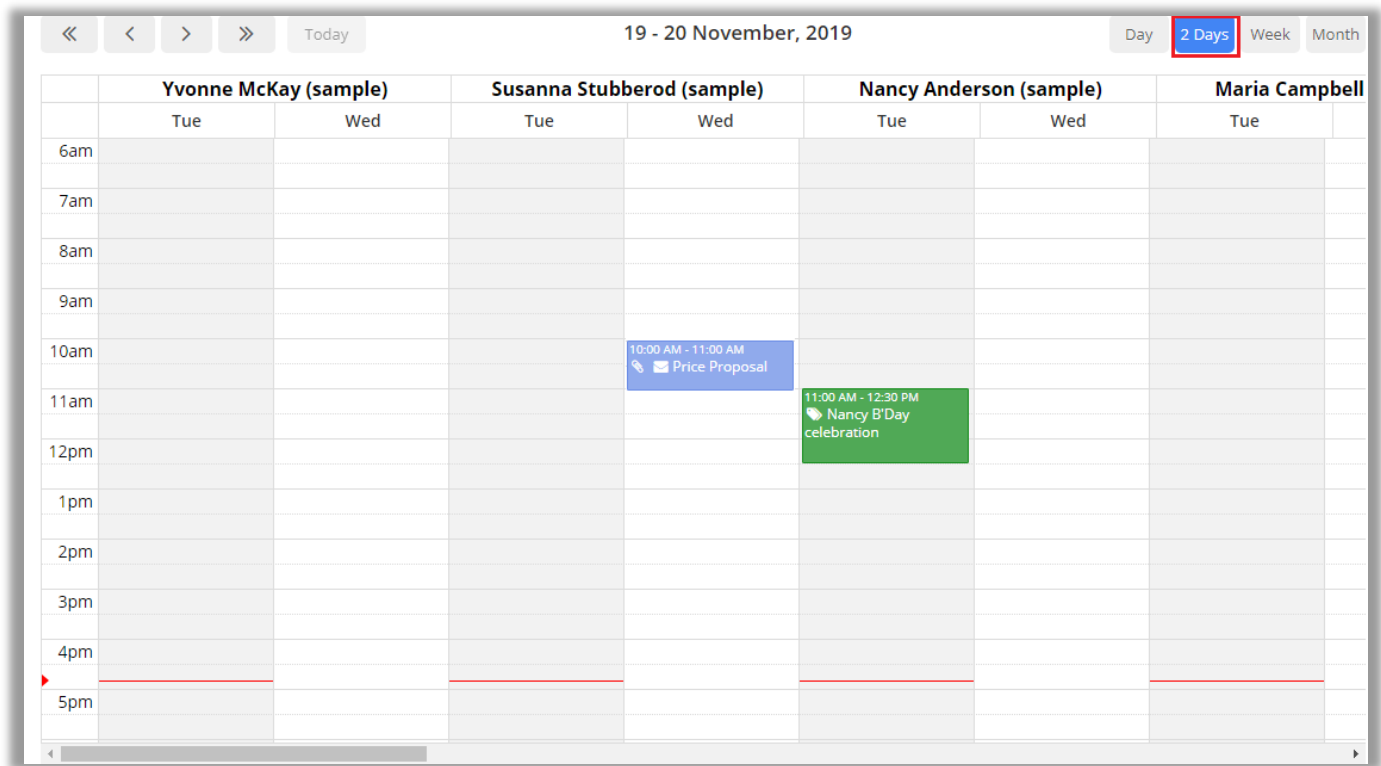 Today
19 - 20 November, 2019
Day 2 Days Week Month
Yvonne McKay (sample) Susanna Stubberod (sample) Nancy Anderson (sample) Maria Campbell
Tue Wed Tue Wed Tue Wed Tue
6am
7am
8am
9am
10am
10:00 AM - 11:00 AM
Price Proposal
11am
11:00 AM - 12:30 PM
Nancy B'Day
celebration
12pm
1pm
2pm
3pm
4pm
5pm